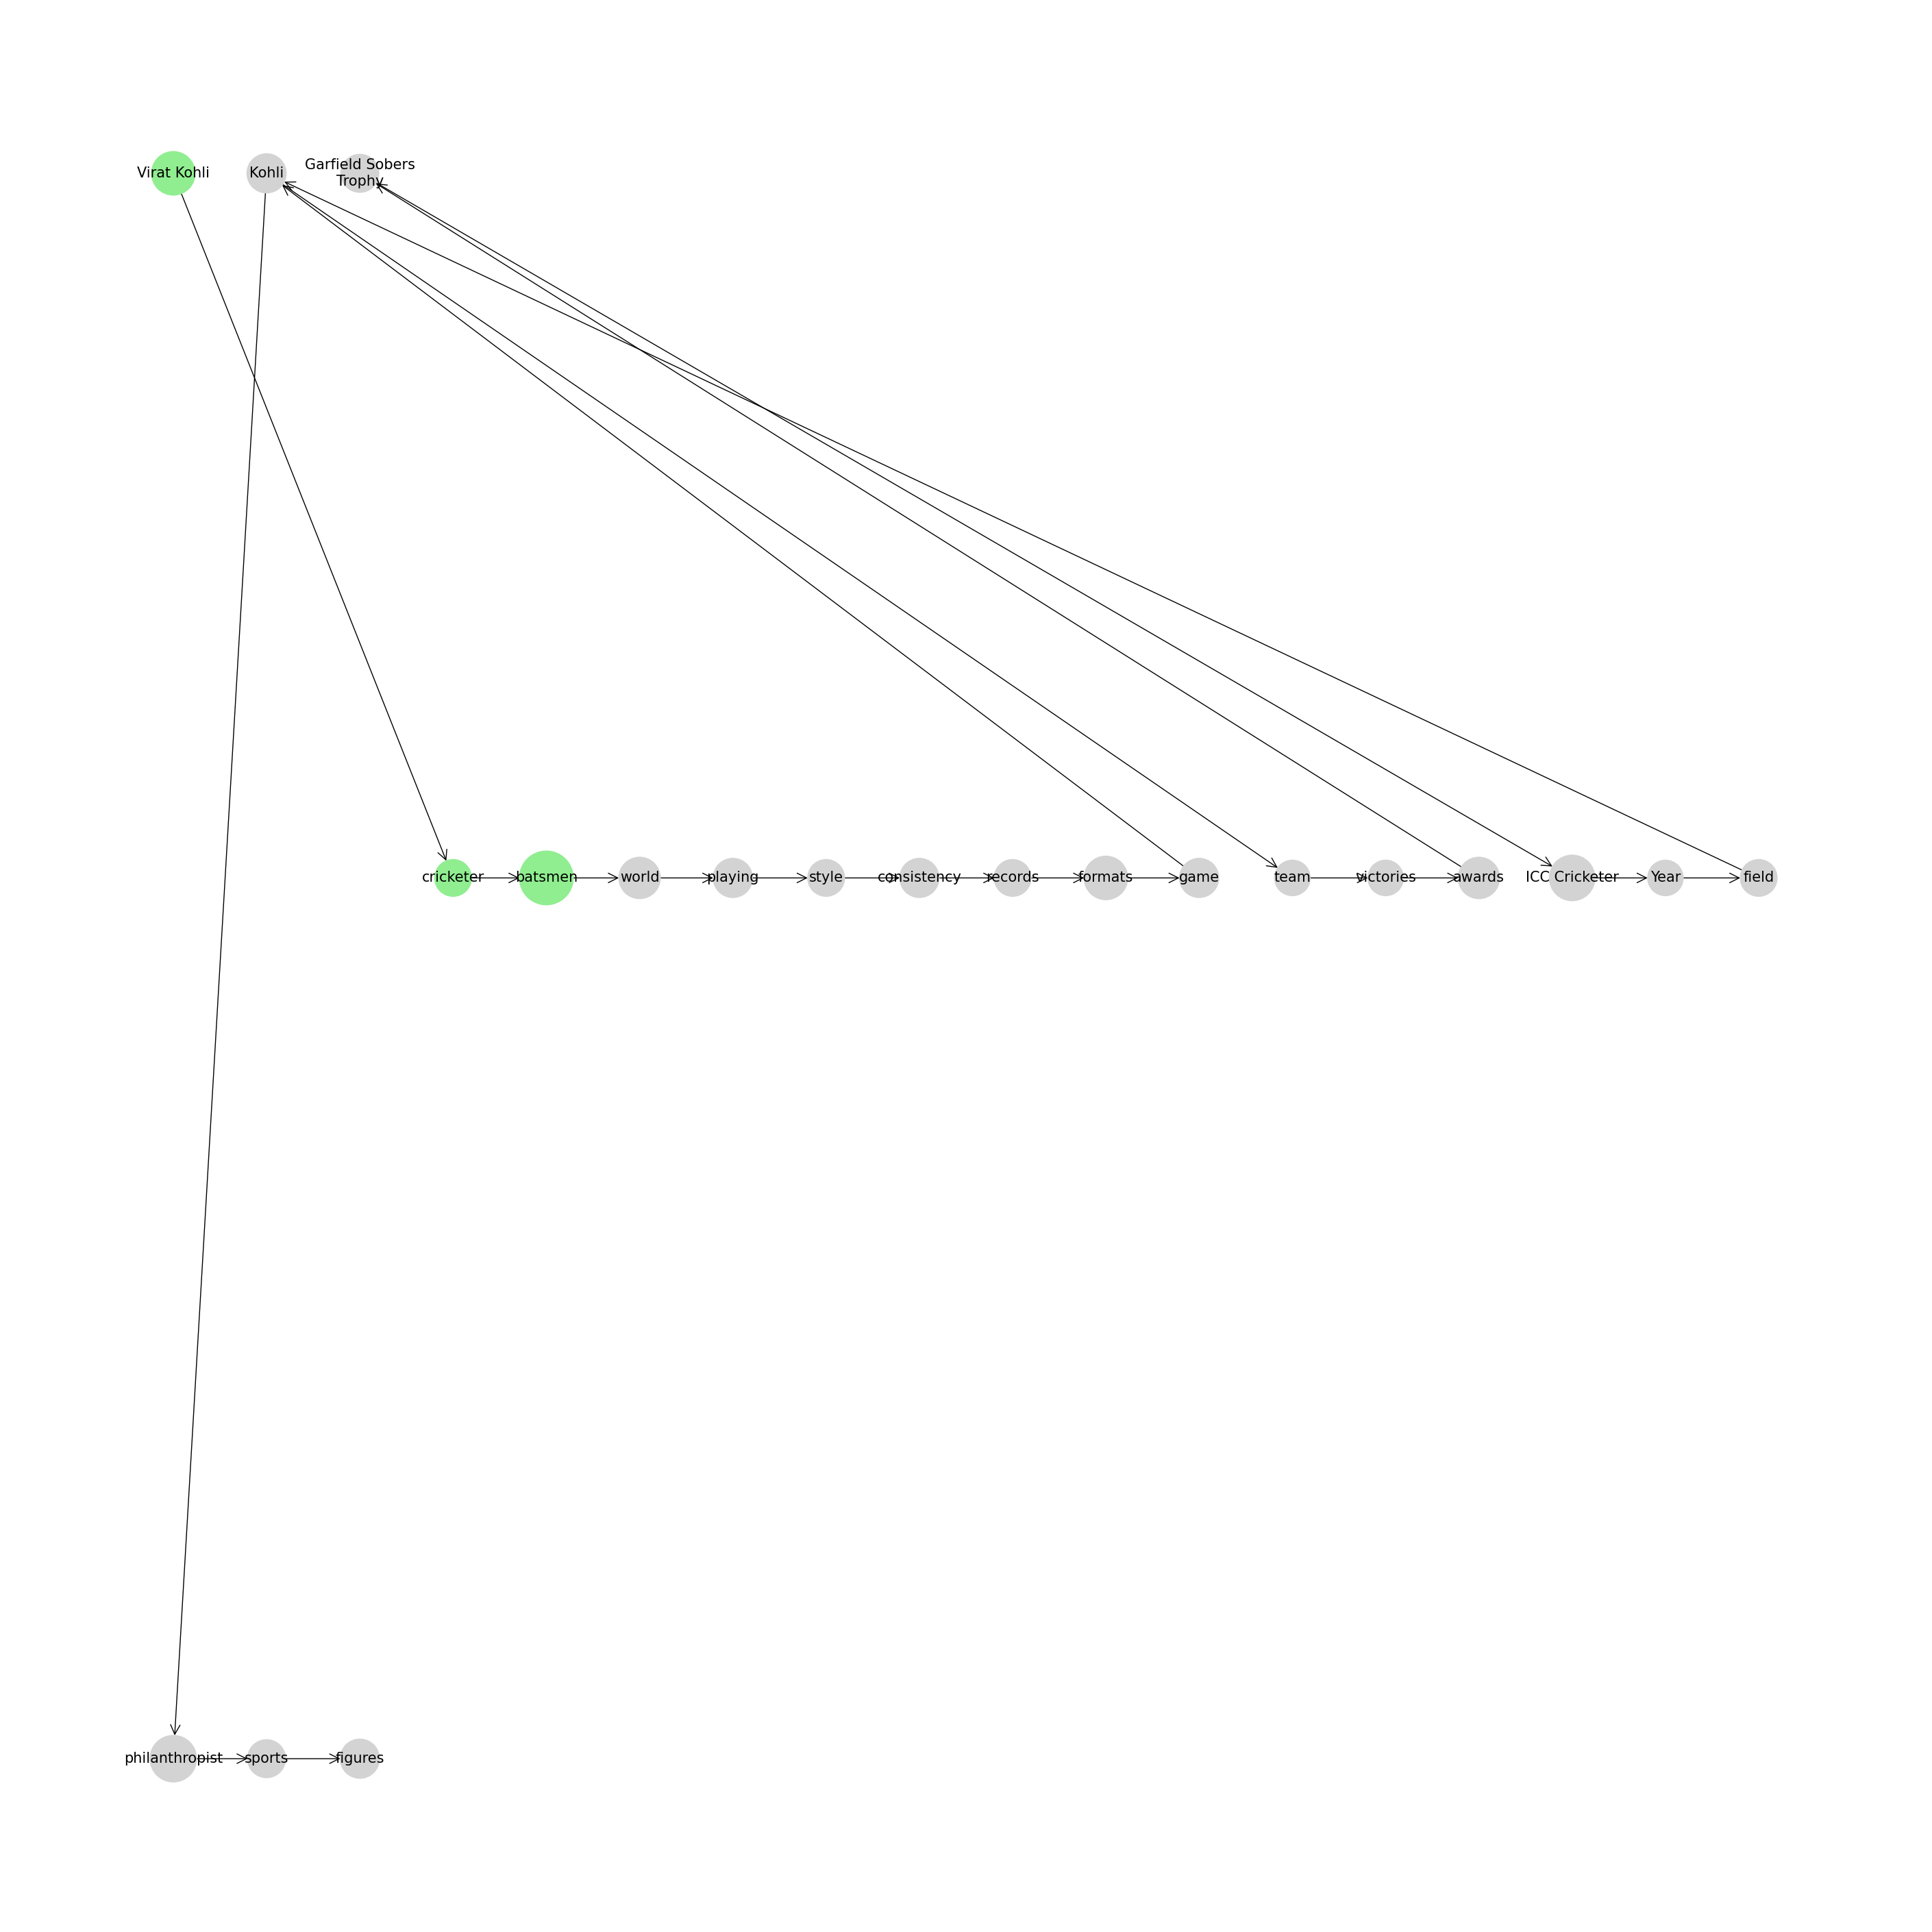 Virat Kohli
Kohli
Garfield Sobers
Trophy
cricketer
batsmen
world
playing
style
consistency
records
formats
game
team
victories
awards
ICC Cricketer
Year
field
philanthropist
sports
figures